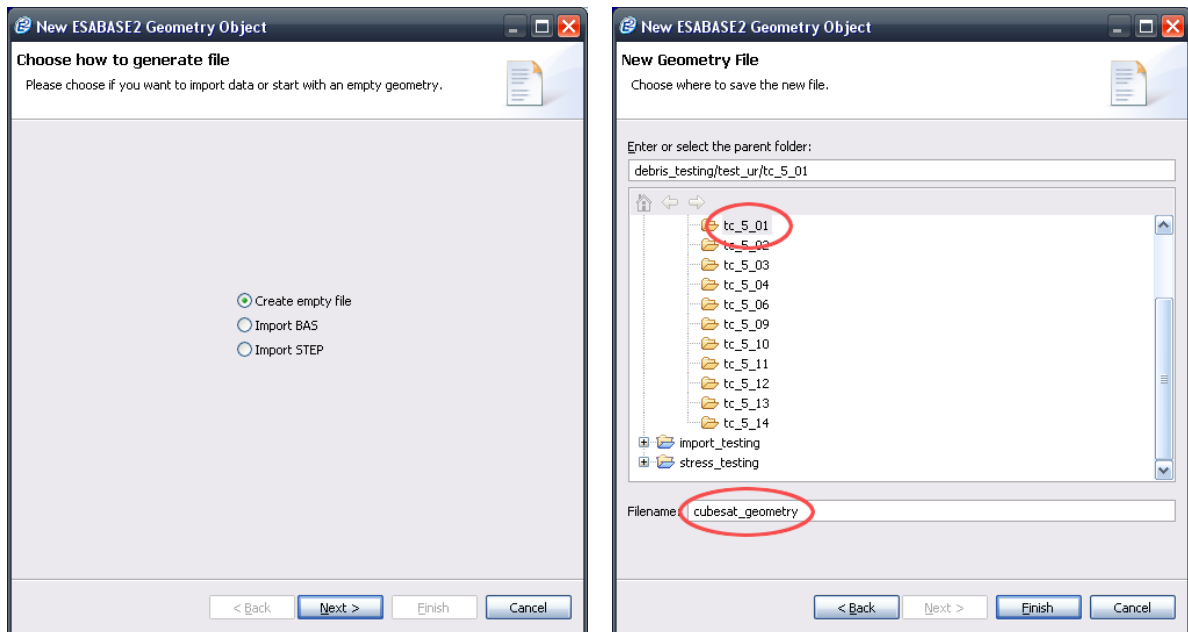 New ESABASE2 Geometry Object
Choose how to generate file
Please choose if you want to import data or start with an empty geometry.
Create empty file
Import BAS
Import STEP
< Back
Next >
Finish
Cancel
New ESABASE2 Geometry Object
New Geometry File
Choose where to save the new file.
Enter or select the parent folder:
debris_testing/test_ur/tc_5_01
tc_5_01
tc_5_02
tc_5_03
tc_5_04
tc_5_06
tc_5_09
tc_5_10
tc_5_11
tc_5_12
tc_5_13
tc_5_14
import_testing
stress_testing
Filename: cubesat_geometry
< Back
Next >
Finish
Cancel